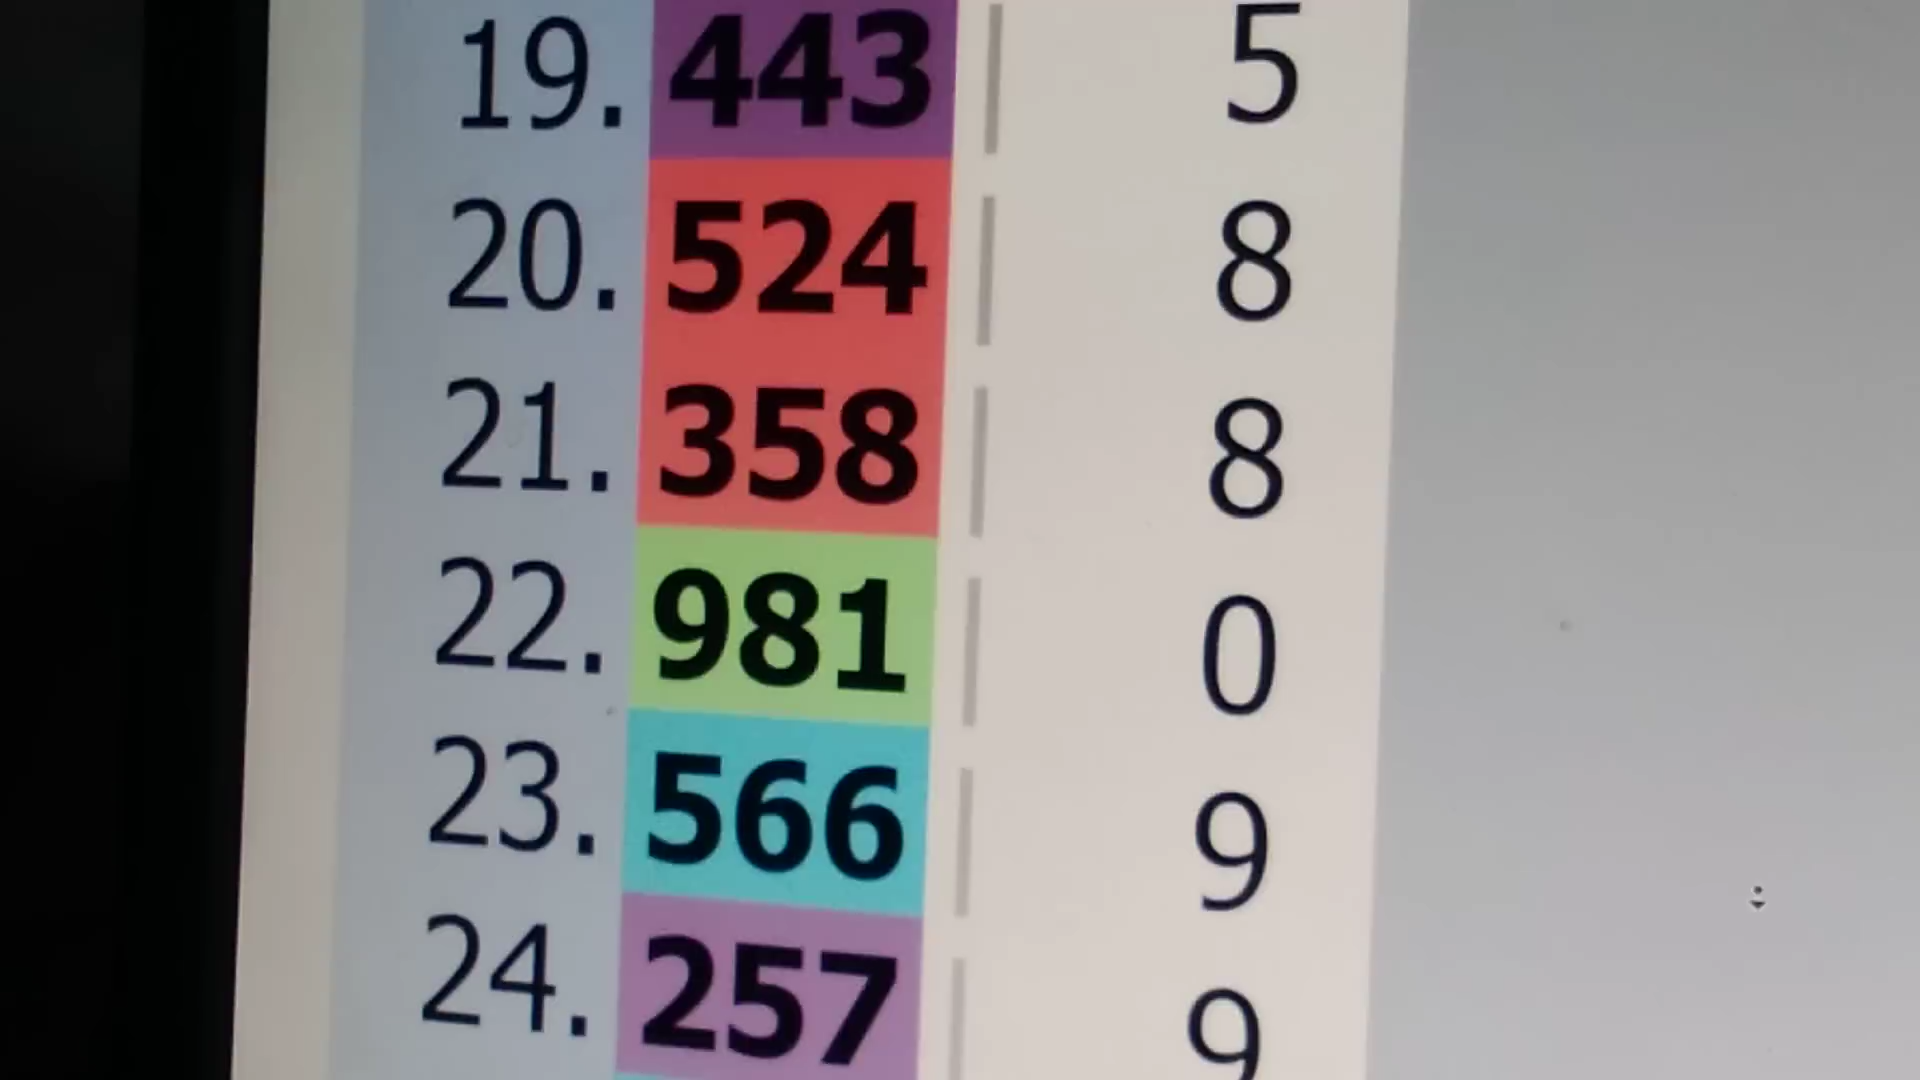 19. 443 | 5
20. 524 | 8
21. 358 | 8
22. 981 | 0
23. 566 | 9
24. 257 | 9